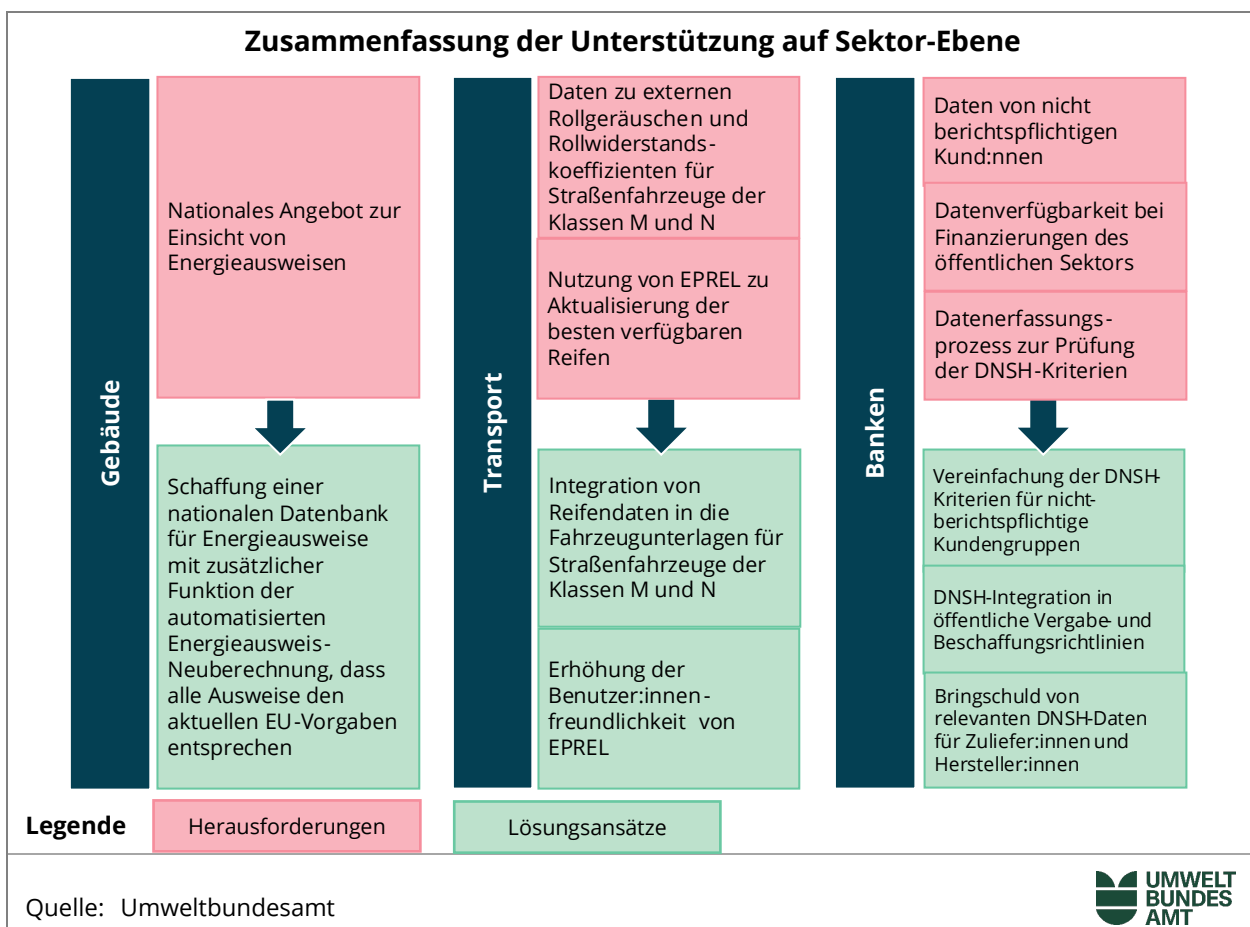 Zusammenfassung der Unterstützung auf Sektor-Ebene
Gebäude
Nationales Angebot zur
Einsicht von
Energieausweisen
Schaffung einer
nationalen Datenbank
für Energieausweise
mit zusätzlicher
Funktion der
automatisierten
Energieausweis-
Neuberechnung, dass
alle Ausweise den
aktuellen EU-Vorgaben
entsprechen
Transport
Daten zu externen
Rollgeräuschen und
Rollwiderstands-
koeffizienten für
Straßenfahrzeuge der
Klassen M und N
Nutzung von EPREL zu
Aktualisierung der
besten verfügbaren
Reifen
Integration von
Reifendaten in die
Fahrzeugunterlagen für
Straßenfahrzeuge der
Klassen M und N
Erhöhung der
Benutzer:innen-
freundlichkeit von
EPREL
Banken
Daten von nicht
berichtspflichtigen
Kund:nnen
Datenverfügbarkeit bei
Finanzierungen des
öffentlichen Sektors
Datenerfassungs-
prozess zur Prüfung
der DNSH-Kriterien
Vereinfachung der DNSH-
Kriterien für nicht-
berichtspflichtige
Kundengruppen
DNSH-Integration in
öffentliche Vergabe- und
Beschaffungsrichtlinien
Bringschuld von
relevanten DNSH-Daten
für Zuliefer:innen und
Hersteller:innen
Legende
Herausforderungen
Lösungsansätze
Quelle: Umweltbundesamt
UMWELT
BUNDES
AMT